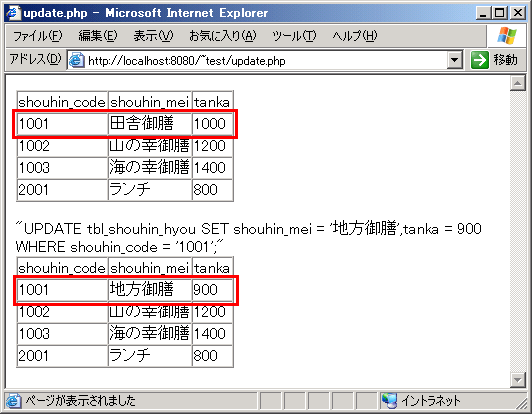 update.php - Microsoft Internet Explorer
ファイル(F) 編集(E) 表示(V) お気に入り(A) ツール(T) ヘルプ(H)
アドレス(D) http://localhost:8080/~test/update.php 移動
shouhin_code shouhin_mei tanka
1001 田舎御膳 1000
1002 山の幸御膳 1200
1003 海の幸御膳 1400
2001 ランチ 800
"UPDATE tbl_shouhin_hyou SET shouhin_mei = '地方御膳',tanka = 900
WHERE shouhin_code = '1001';"
shouhin_code shouhin_mei tanka
1001 地方御膳 900
1002 山の幸御膳 1200
1003 海の幸御膳 1400
2001 ランチ 800
ページが表示されました イントラネット